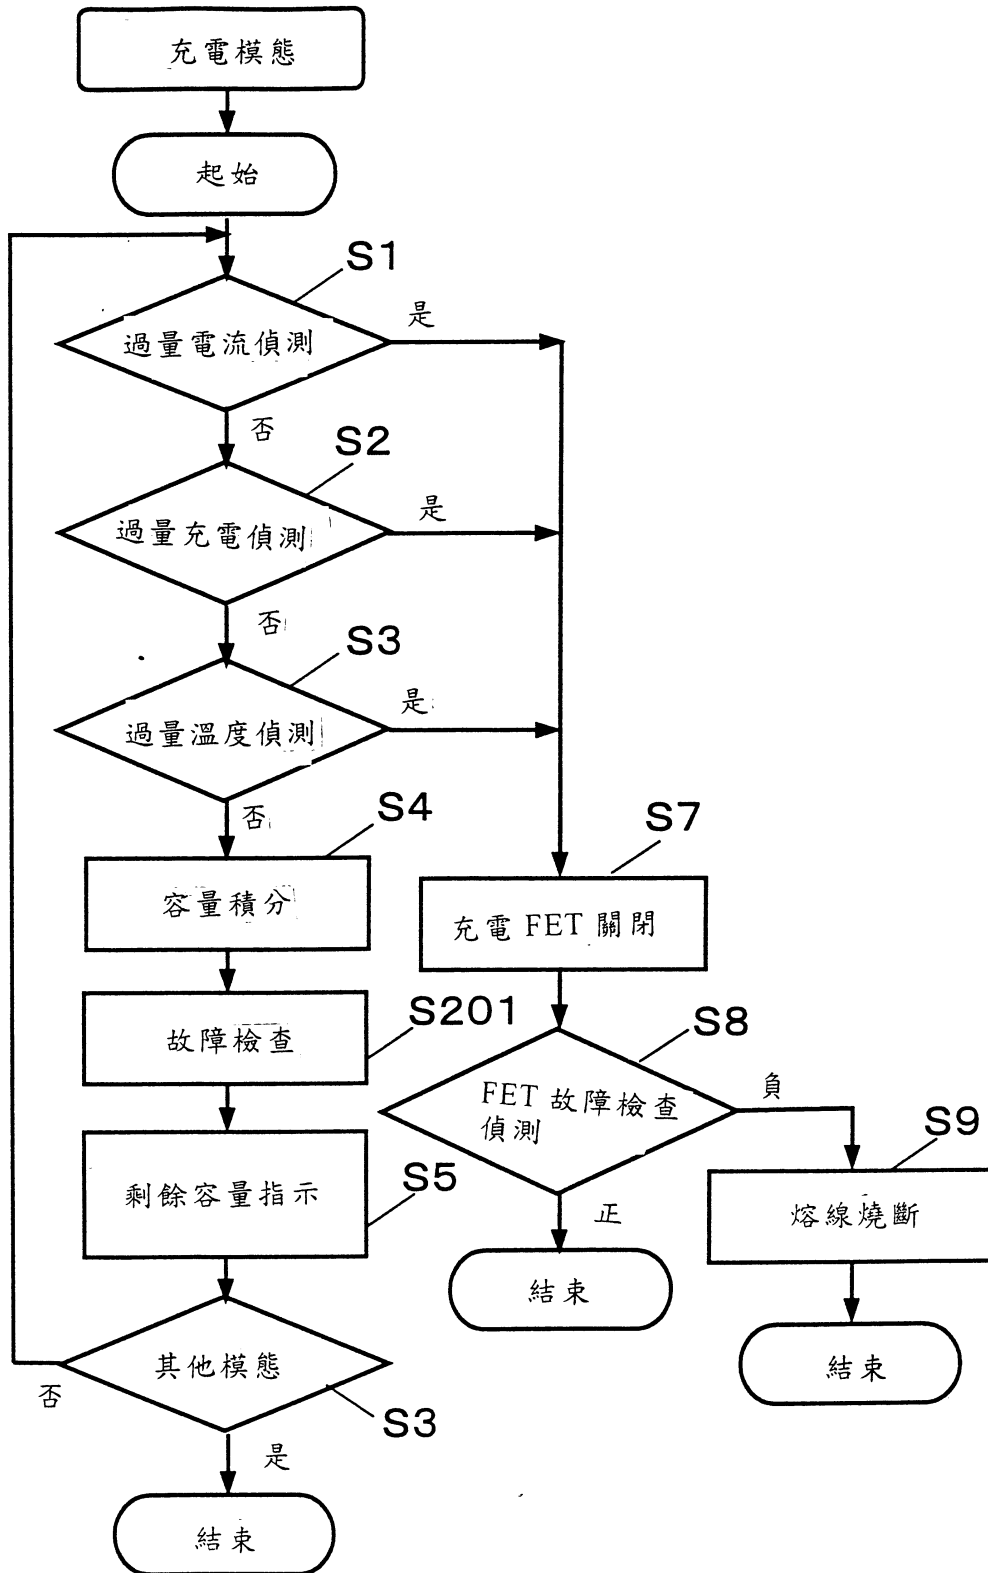 充電模態
起始
S1
過量電流偵測
是
否
S2
過量充電偵測
是
否
S3
過量溫度偵測
是
否
S4
容量積分
S7
充電 FET 關閉
S201
故障檢查
S8
FET 故障檢查
偵測
負
正
S9
熔線燒斷
S5
剩餘容量指示
結束
結束
其他模態
否
S3
是
結束